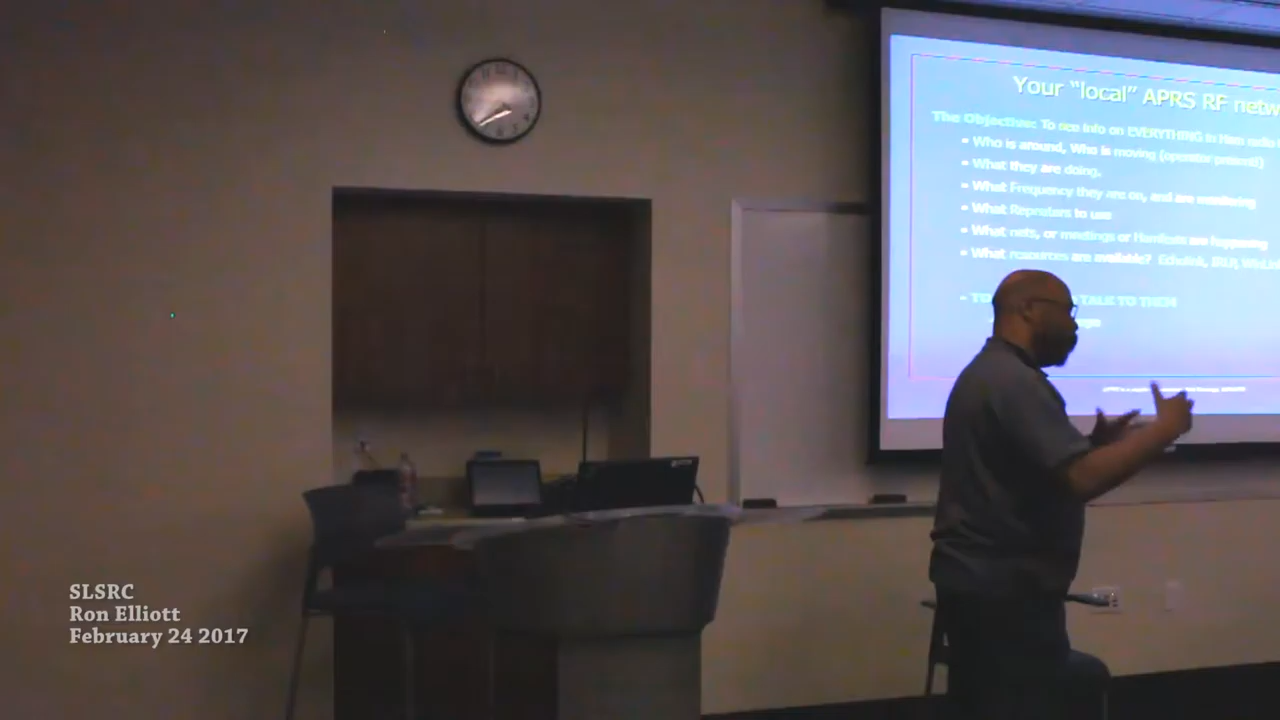 Your "local" APRS RF netw
The Objective: To see info on EVERYTHING in Ham radio
• Who is around, Who is moving (operator present!)
• What they are doing,
• What Frequency they are on, and are monitoring
• What Repeaters to use
• What nets, or meetings or Hamfests are happening
• What resources are available? Echolink, IRLP, WinLin
• TO TALK TO THEM
SLSRC
Ron Elliott
February 24 2017